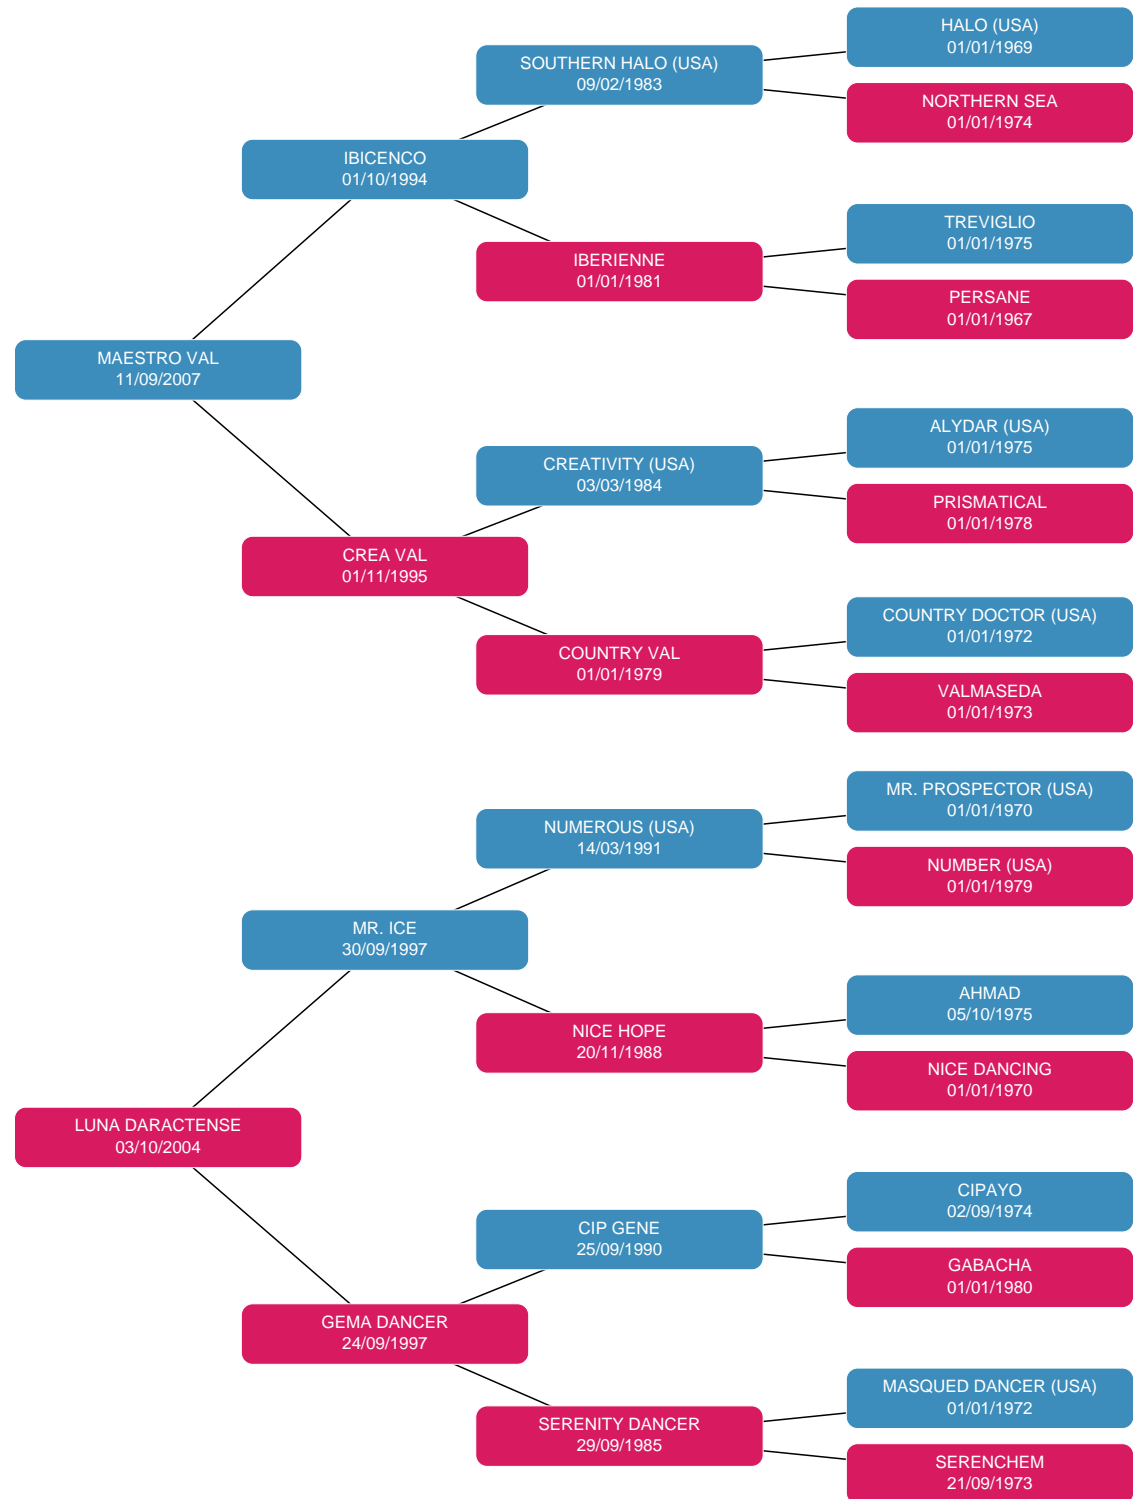 HALO (USA)
01/01/1969
SOUTHERN HALO (USA)
09/02/1983
NORTHERN SEA
01/01/1974
IBICENCO
01/10/1994
TREVIGLIO
01/01/1975
IBERIENNE
01/01/1981
PERSANE
01/01/1967
MAESTRO VAL
11/09/2007
ALYDAR (USA)
01/01/1975
CREATIVITY (USA)
03/03/1984
PRISMATICAL
01/01/1978
CREA VAL
01/11/1995
COUNTRY DOCTOR (USA)
01/01/1972
COUNTRY VAL
01/01/1979
VALMASEDA
01/01/1973
MR. PROSPECTOR (USA)
01/01/1970
NUMEROUS (USA)
14/03/1991
NUMBER (USA)
01/01/1979
MR. ICE
30/09/1997
AHMAD
05/10/1975
NICE HOPE
20/11/1988
NICE DANCING
01/01/1970
LUNA DARACTENSE
03/10/2004
CIPAYO
02/09/1974
CIP GENE
25/09/1990
GABACHA
01/01/1980
GEMA DANCER
24/09/1997
MASQUED DANCER (USA)
01/01/1972
SERENITY DANCER
29/09/1985
SERENCHEM
21/09/1973